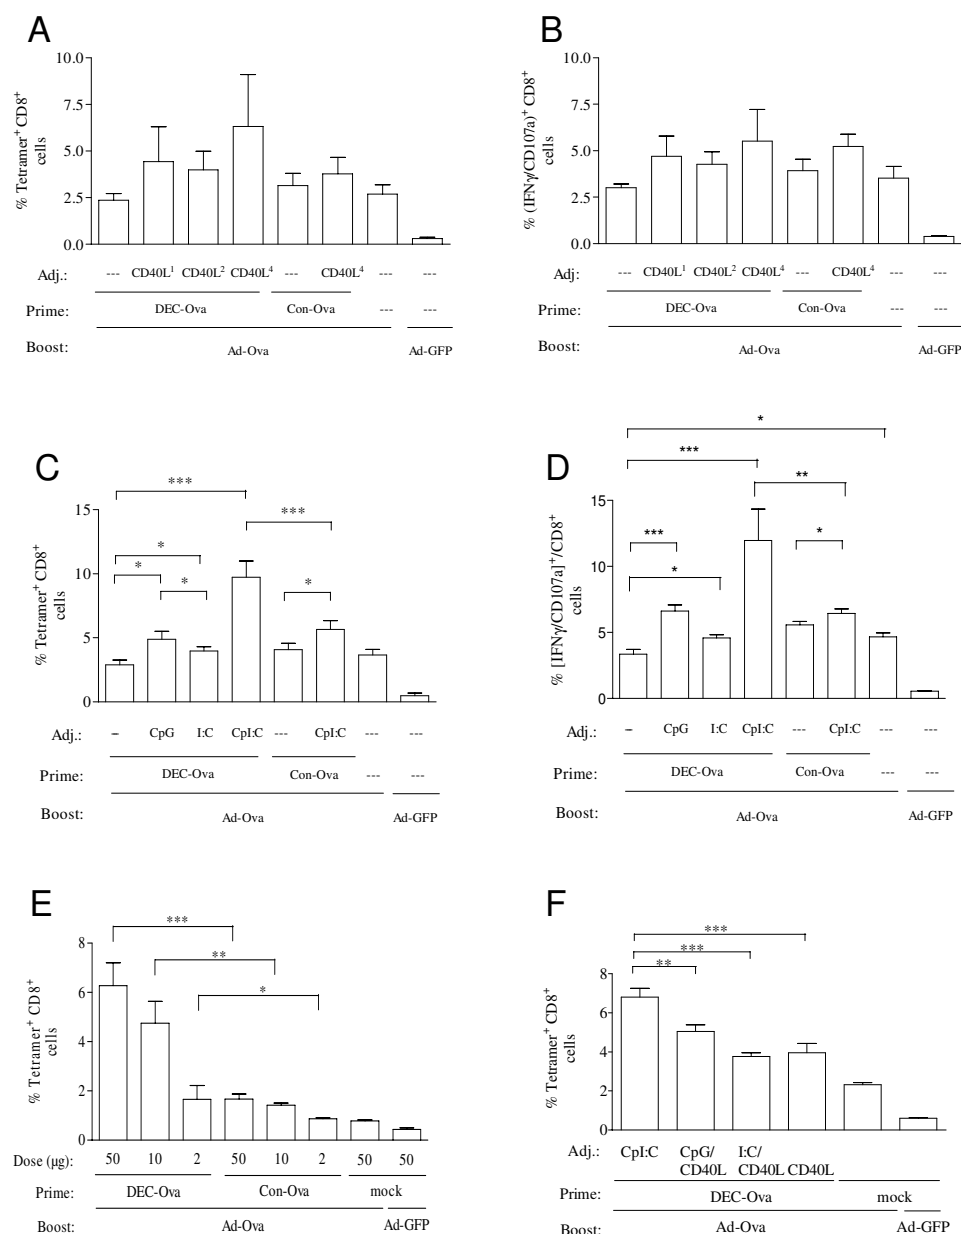 A
% Tetramer⁺ CD8⁺
cells
10.0
7.5
5.0
2.5
0.0
Adj.: --- CD40L¹ CD40L² CD40L⁴ --- CD40L⁴ --- ---
Prime: DEC-Ova Con-Ova --- ---
Boost: Ad-Ova Ad-GFP
B
% (IFNγ/CD107a)⁺ CD8⁺
cells
10.0
7.5
5.0
2.5
0.0
Adj.: --- CD40L¹ CD40L² CD40L⁴ --- CD40L⁴ --- ---
Prime: DEC-Ova Con-Ova --- ---
Boost: Ad-Ova Ad-GFP
C
% Tetramer⁺ CD8⁺
cells
15
10
5
0
***
***
*
*
*
*
Adj.: – CpG I:C CpI:C --- CpI:C --- ---
Prime: DEC-Ova Con-Ova --- ---
Boost: Ad-Ova Ad-GFP
D
% [IFNγ/CD107a]⁺/CD8⁺
cells
15
10
5
0
*
***
**
***
*
*
Adj.: – CpG I:C CpI:C --- CpI:C --- ---
Prime: DEC-Ova Con-Ova --- ---
Boost: Ad-Ova Ad-GFP
E
% Tetramer⁺ CD8⁺
cells
8
6
4
2
0
***
**
*
Dose (µg): 50 10 2 50 10 2 50 50
Prime: DEC-Ova Con-Ova mock
Boost: Ad-Ova Ad-GFP
F
% Tetramer⁺ CD8⁺
cells
8
6
4
2
0
***
***
**
Adj.: CpI:C CpG/ I:C/
CD40L CD40L CD40L
Prime: DEC-Ova mock
Boost: Ad-Ova Ad-GFP